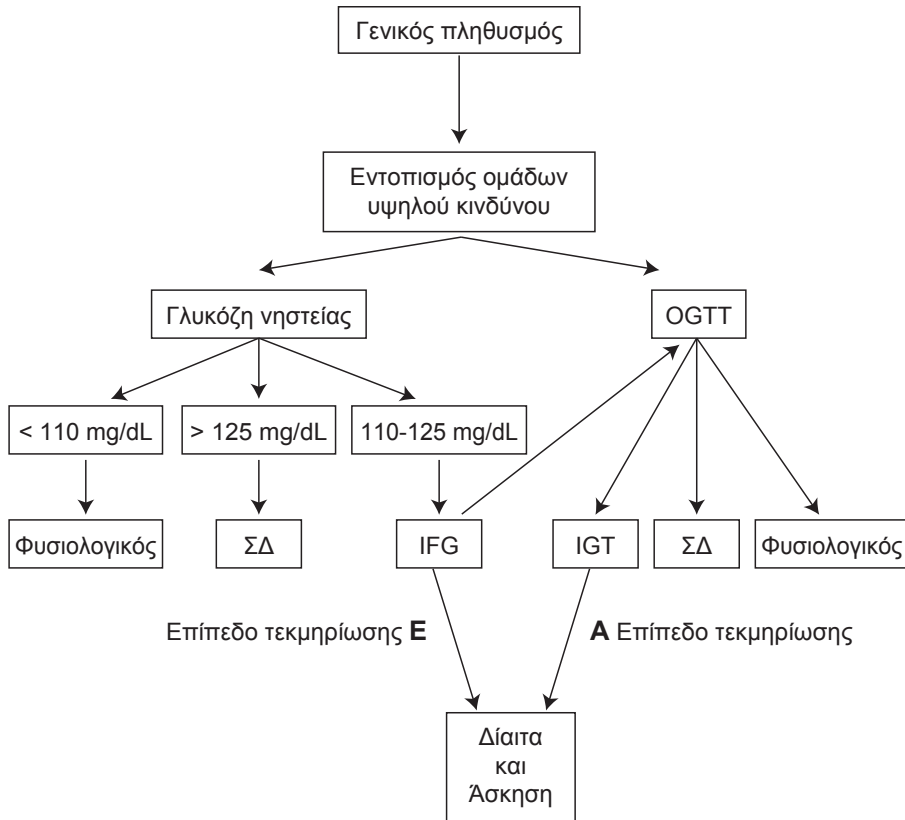 Γενικός πληθυσμός
Εντοπισμός ομάδων
υψηλού κινδύνου
Γλυκόζη νηστείας
OGTT
< 110 mg/dL
> 125 mg/dL
110-125 mg/dL
Φυσιολογικός
ΣΔ
IFG
IGT
ΣΔ
Φυσιολογικός
Επίπεδο τεκμηρίωσης E
A Επίπεδο τεκμηρίωσης
Δίαιτα
και
Άσκηση